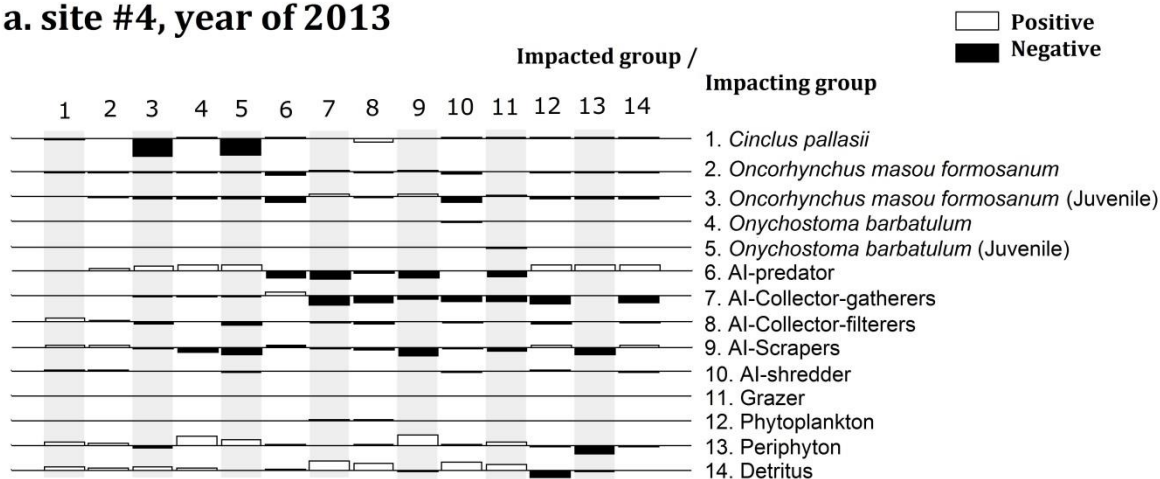 a. site #4, year of 2013
Positive
Negative
Impacted group /
Impacting group
1 2 3 4 5 6 7 8 9 10 11 12 13 14
1. Cinclus pallasii
2. Oncorhynchus masou formosanum
3. Oncorhynchus masou formosanum (Juvenile)
4. Onychostoma barbatulum
5. Onychostoma barbatulum (Juvenile)
6. AI-predator
7. AI-Collector-gatherers
8. AI-Collector-filterers
9. AI-Scrapers
10. AI-shredder
11. Grazer
12. Phytoplankton
13. Periphyton
14. Detritus